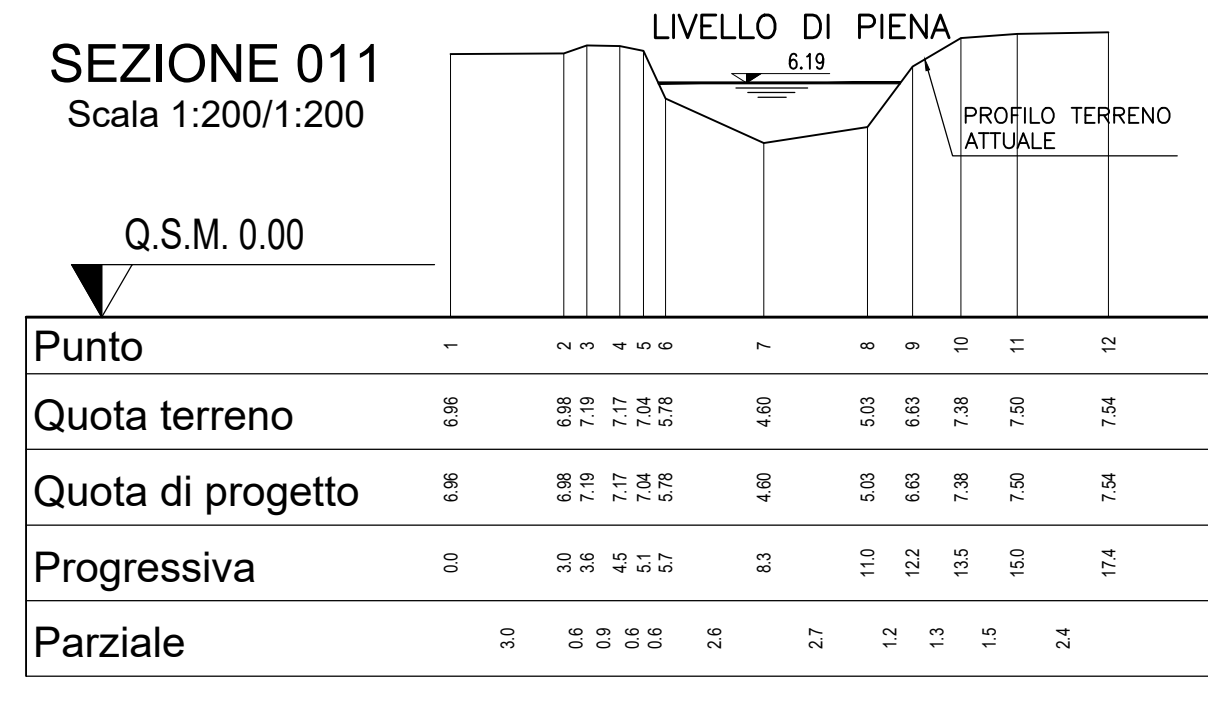 LIVELLO DI PIENA
6.19
SEZIONE 011
Scala 1:200/1:200
PROFILO TERRENO
ATTUALE
Q.S.M. 0.00
Punto 1 2 3 4 5 6 7 8 9 10 11 12
Quota terreno 6.96 6.98 7.19 7.17 7.04 5.78 4.60 5.03 6.63 7.38 7.50 7.54
Quota di progetto 6.96 6.98 7.19 7.17 7.04 5.78 4.60 5.03 6.63 7.38 7.50 7.54
Progressiva 0.0 3.0 3.6 4.5 5.1 5.7 8.3 11.0 12.2 13.5 15.0 17.4
Parziale 3.0 0.6 0.9 0.6 0.6 2.6 2.7 1.2 1.3 1.5 2.4